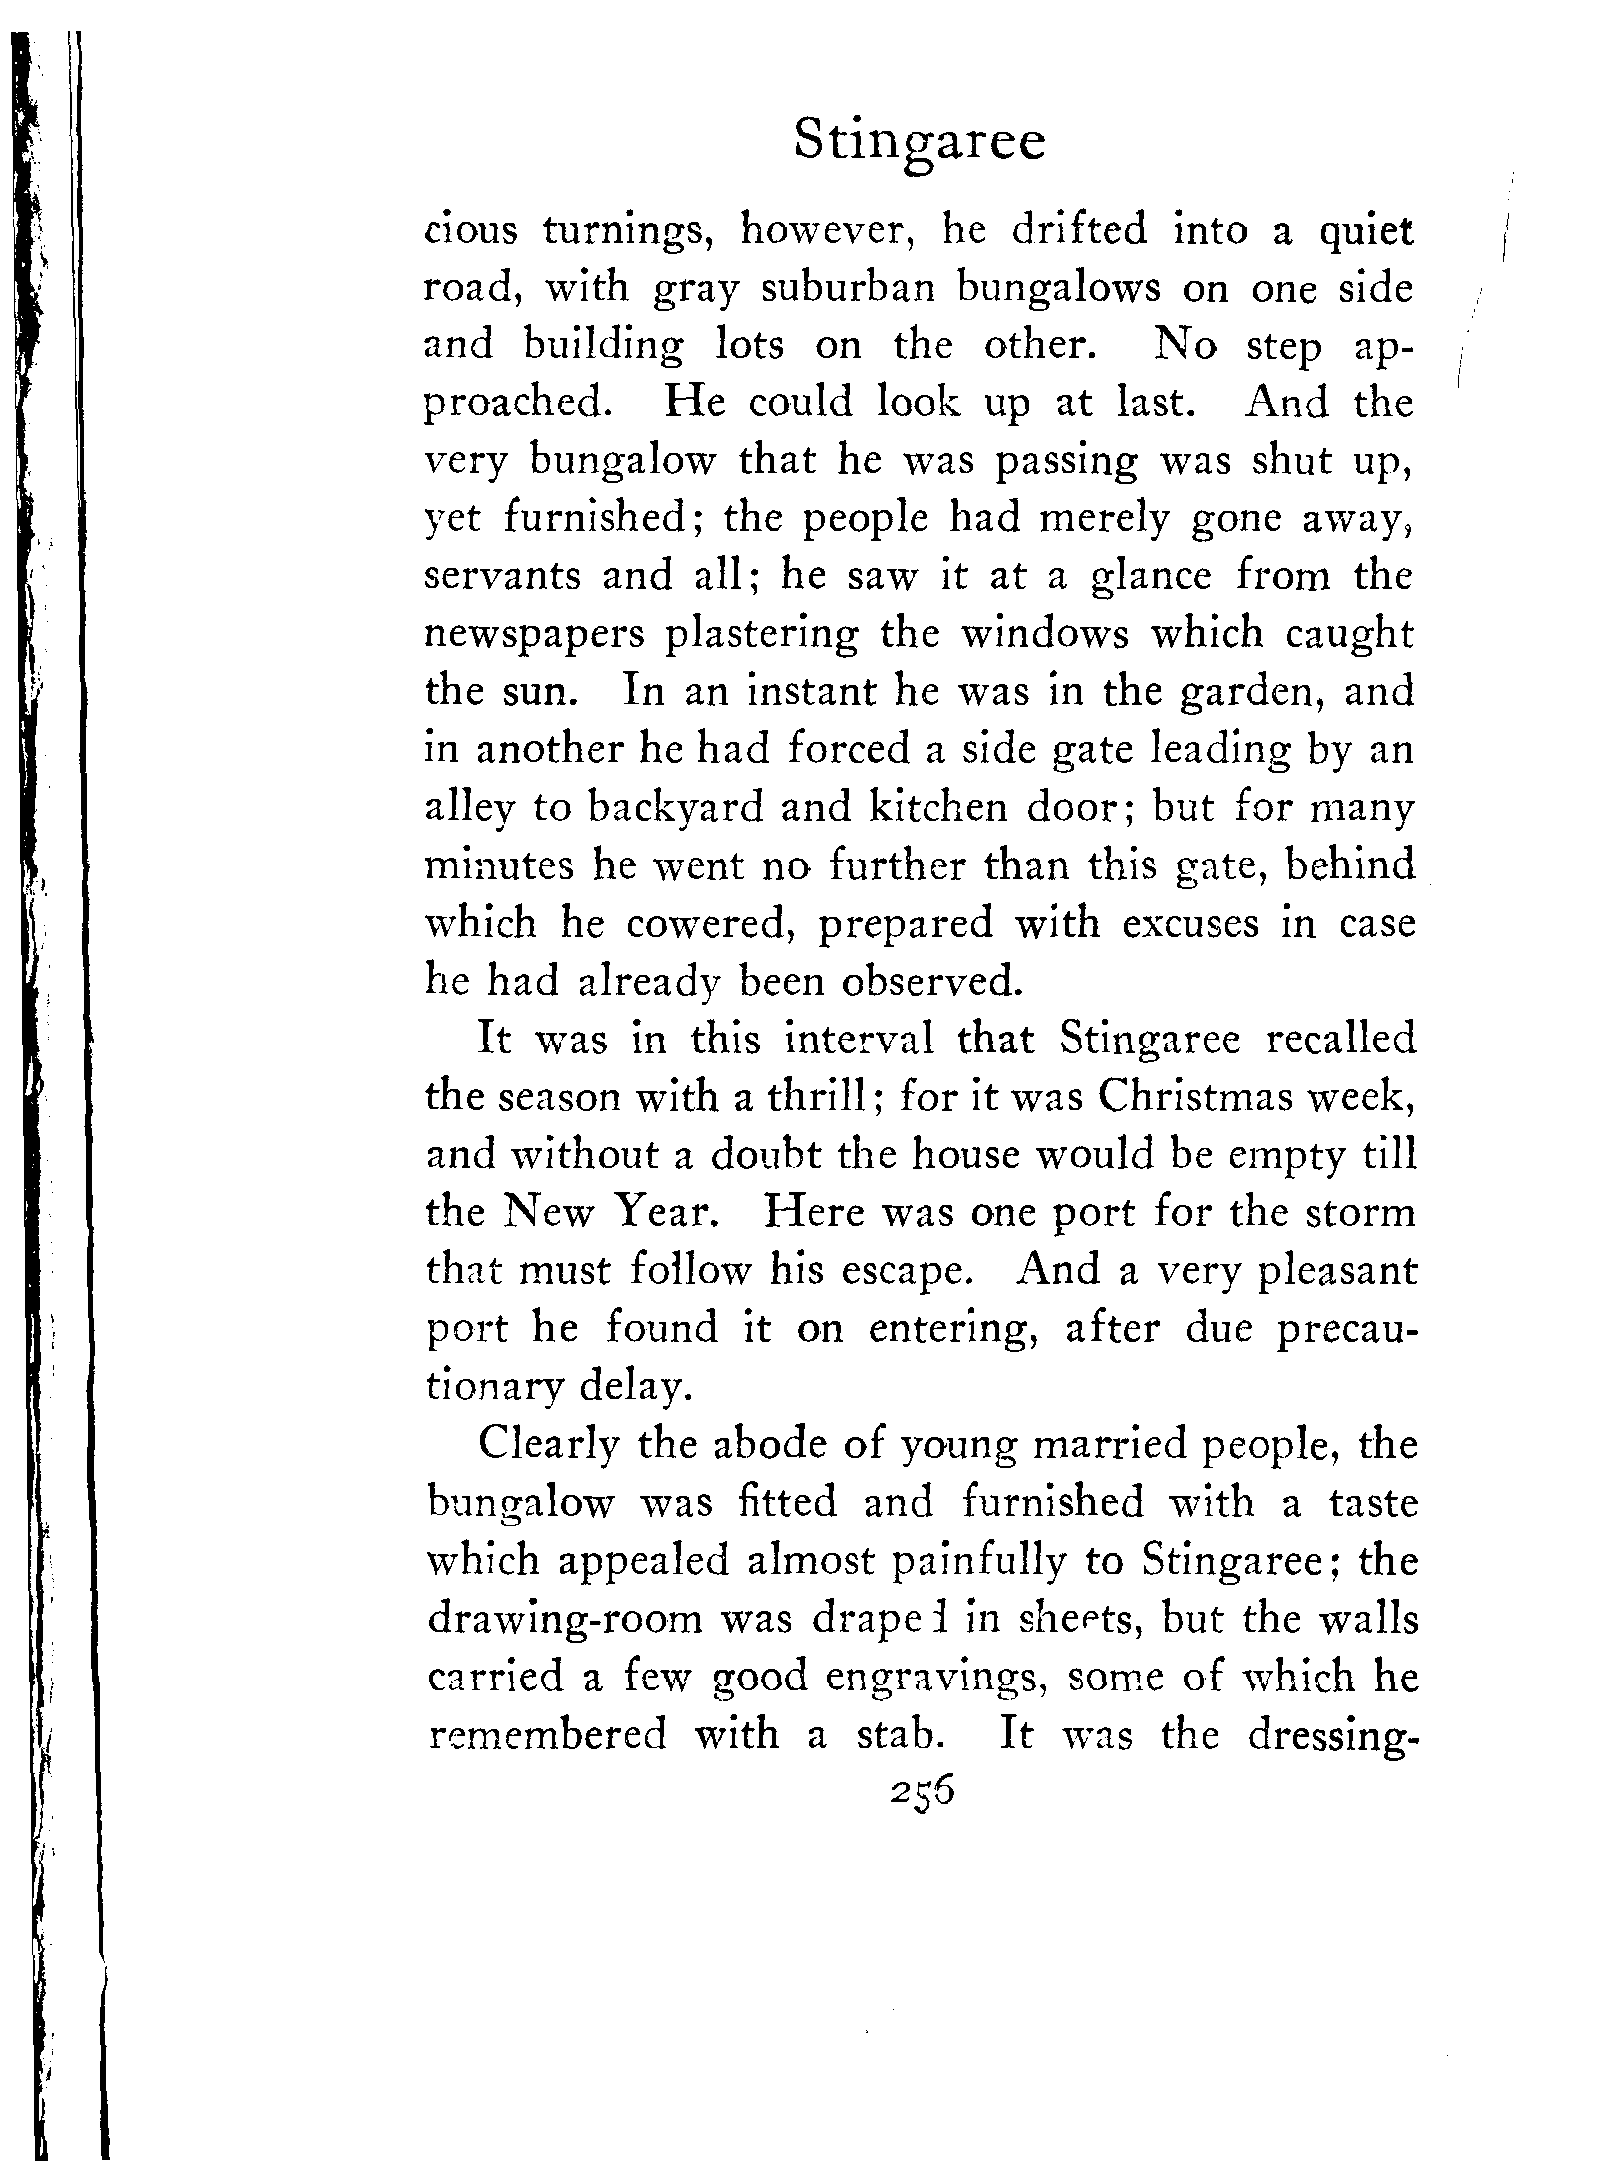 Stingaree
cious turnings, however, he drifted into a quiet
road, with gray suburban bungalows on one side
and building lots on the other. No step ap-
proached. He could look up at last. And the
very bungalow that he was passing was shut up,
yet furnished; the people had merely gone away,
servants and all; he saw it at a glance from the
newspapers plastering the windows which caught
the sun. In an instant he was in the garden, and
in another he had forced a side gate leading by an
alley to backyard and kitchen door; but for many
minutes he went no further than this gate, behind
which he cowered, prepared with excuses in case
he had already been observed.
It was in this interval that Stingaree recalled
the season with a thrill; for it was Christmas week,
and without a doubt the house would be empty till
the New Year. Here was one port for the storm
that must follow his escape. And a very pleasant
port he found it on entering, after due precau-
tionary delay.
Clearly the abode of young married people, the
bungalow was fitted and furnished with a taste
which appealed almost painfully to Stingaree; the
drawing-room was draped in sheets, but the walls
carried a few good engravings, some of which he
remembered with a stab. It was the dressing-
256